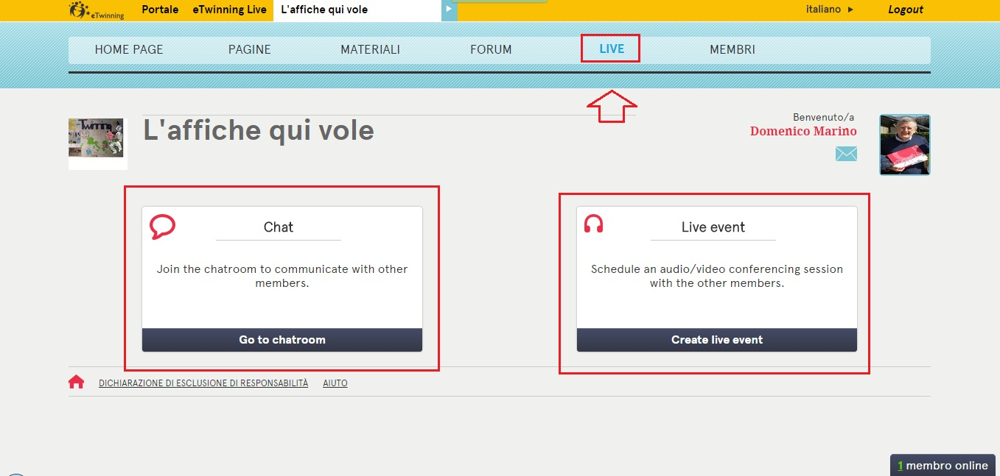 eTwinning Portale eTwinning Live L'affiche qui vole italiano Logout
HOME PAGE PAGINE MATERIALI FORUM LIVE MEMBRI
Twinning
L'affiche qui vole
Benvenuto/a
Domenico Marino
Chat
Join the chatroom to communicate with other
members.
Go to chatroom
Live event
Schedule an audio/video conferencing session
with the other members.
Create live event
DICHIARAZIONE DI ESCLUSIONE DI RESPONSABILITÀ AIUTO
1 membro online